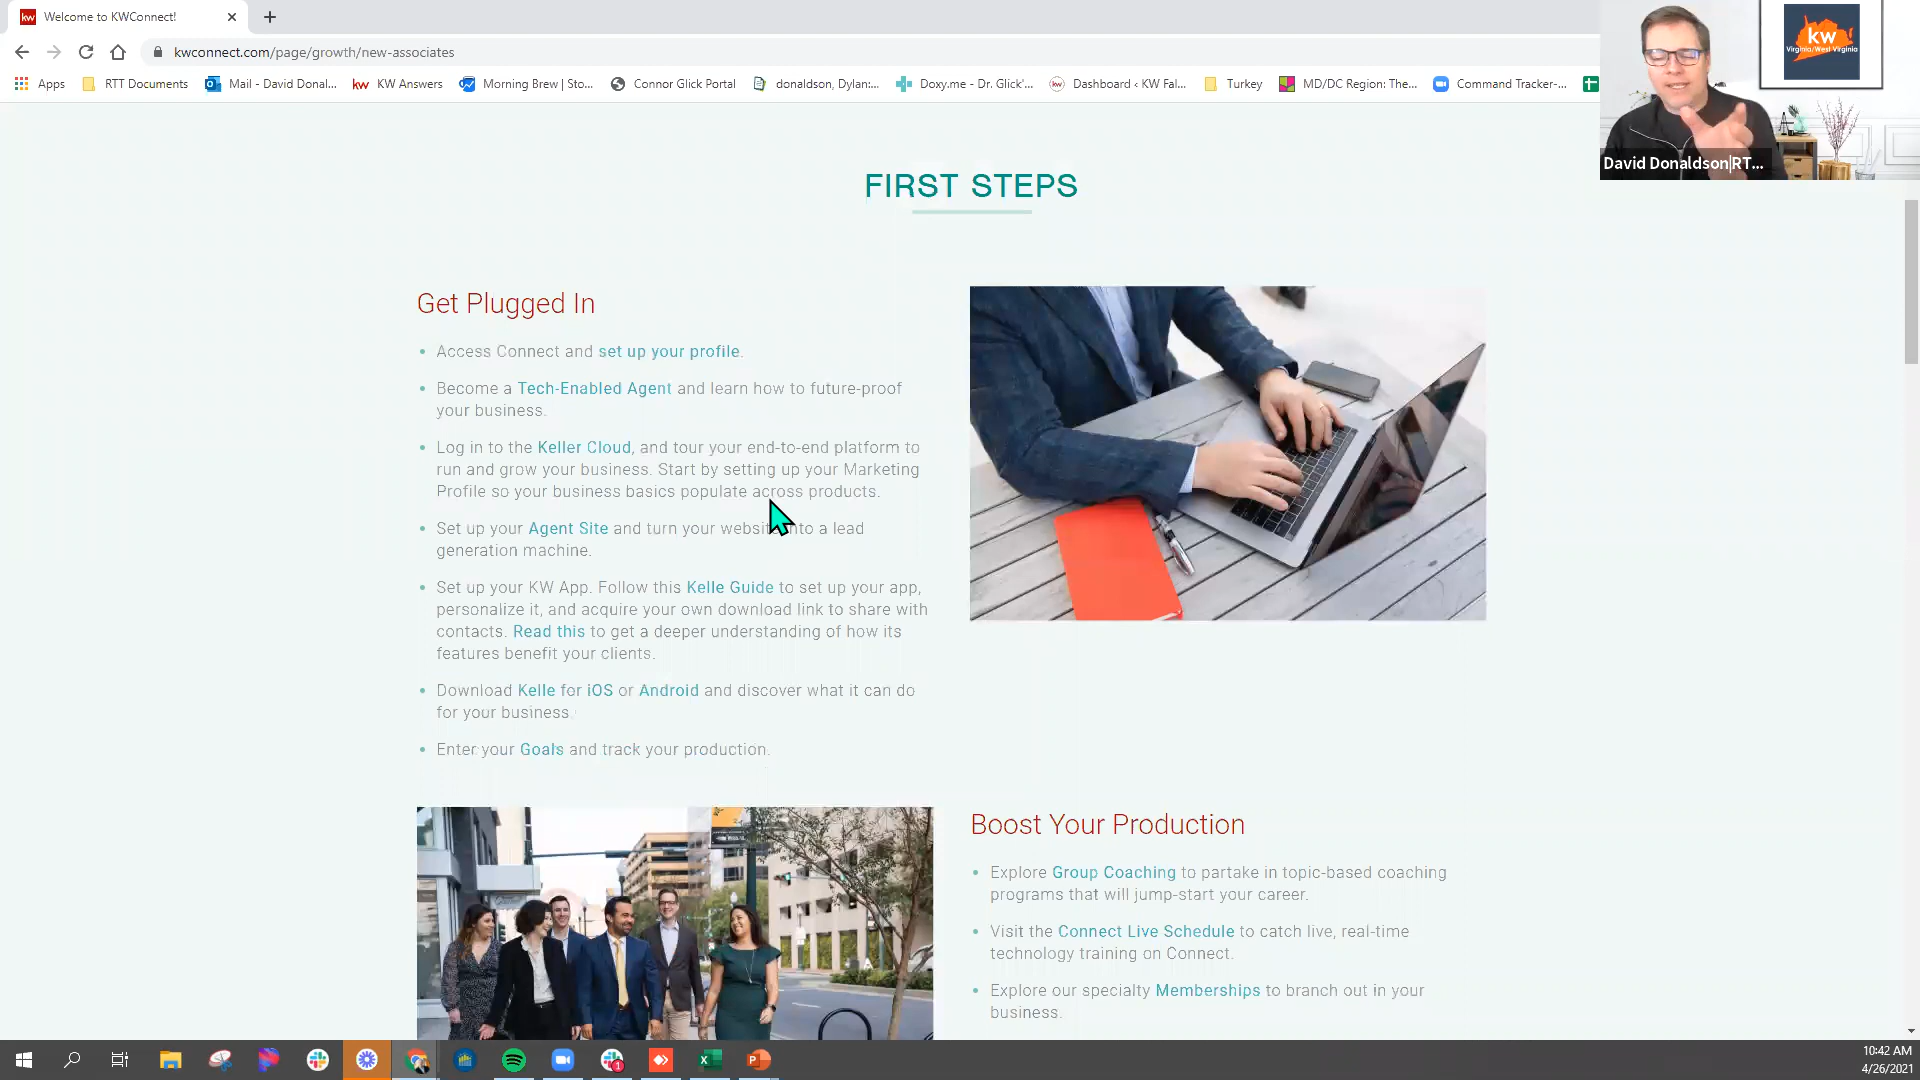 Welcome to KWConnect!
kwconnect.com/page/growth/new-associates
Apps
RTT Documents
Mail - David Donal...
KW Answers
Morning Brew | Sto...
Connor Glick Portal
donaldson, Dylan:...
Doxy.me - Dr. Glick'...
Dashboard ‹ KW Fal...
Turkey
MD/DC Region: The...
Command Tracker-...
kw
Virginia/West Virginia
David Donaldson|RT...
FIRST STEPS
Get Plugged In
Access Connect and set up your profile.
Become a Tech-Enabled Agent and learn how to future-proof
your business.
Log in to the Keller Cloud, and tour your end-to-end platform to
run and grow your business. Start by setting up your Marketing
Profile so your business basics populate across products.
Set up your Agent Site and turn your website into a lead
generation machine.
Set up your KW App. Follow this Kelle Guide to set up your app,
personalize it, and acquire your own download link to share with
contacts. Read this to get a deeper understanding of how its
features benefit your clients.
Download Kelle for iOS or Android and discover what it can do
for your business.
Enter your Goals and track your production.
Boost Your Production
Explore Group Coaching to partake in topic-based coaching
programs that will jump-start your career.
Visit the Connect Live Schedule to catch live, real-time
technology training on Connect.
Explore our specialty Memberships to branch out in your
business.
10:42 AM
4/26/2021